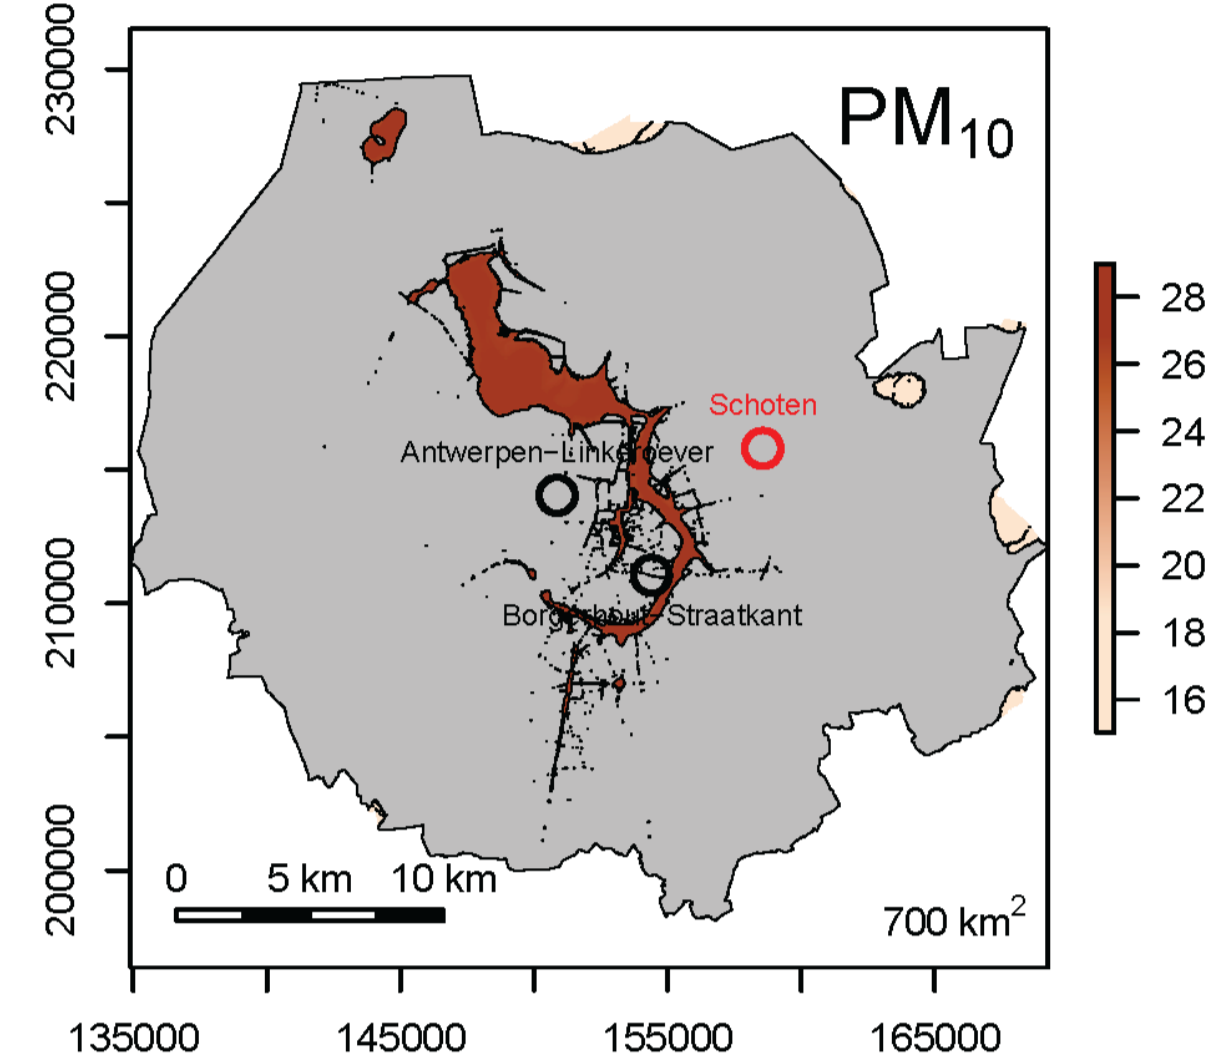 230000
220000
210000
200000
PM10
Schoten
Antwerpen−Linkeroever
Borgerhout−Straatkant
0 5 km 10 km
700 km2
28
26
24
22
20
18
16
135000 145000 155000 165000